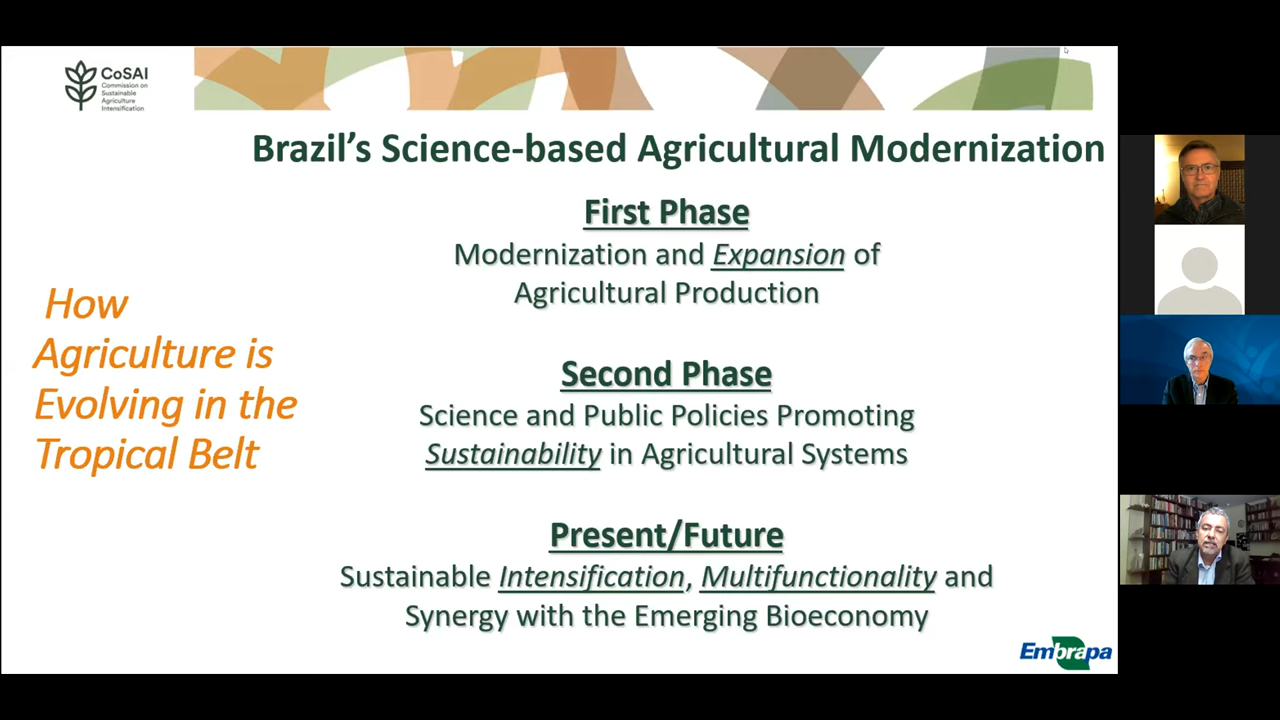 CoSAI
Commission on
Sustainable
Agriculture
Intensification
Brazil's Science-based Agricultural Modernization
How
Agriculture is
Evolving in the
Tropical Belt
First Phase
Modernization and Expansion of
Agricultural Production
Second Phase
Science and Public Policies Promoting
Sustainability in Agricultural Systems
Present/Future
Sustainable Intensification, Multifunctionality and
Synergy with the Emerging Bioeconomy
Embrapa